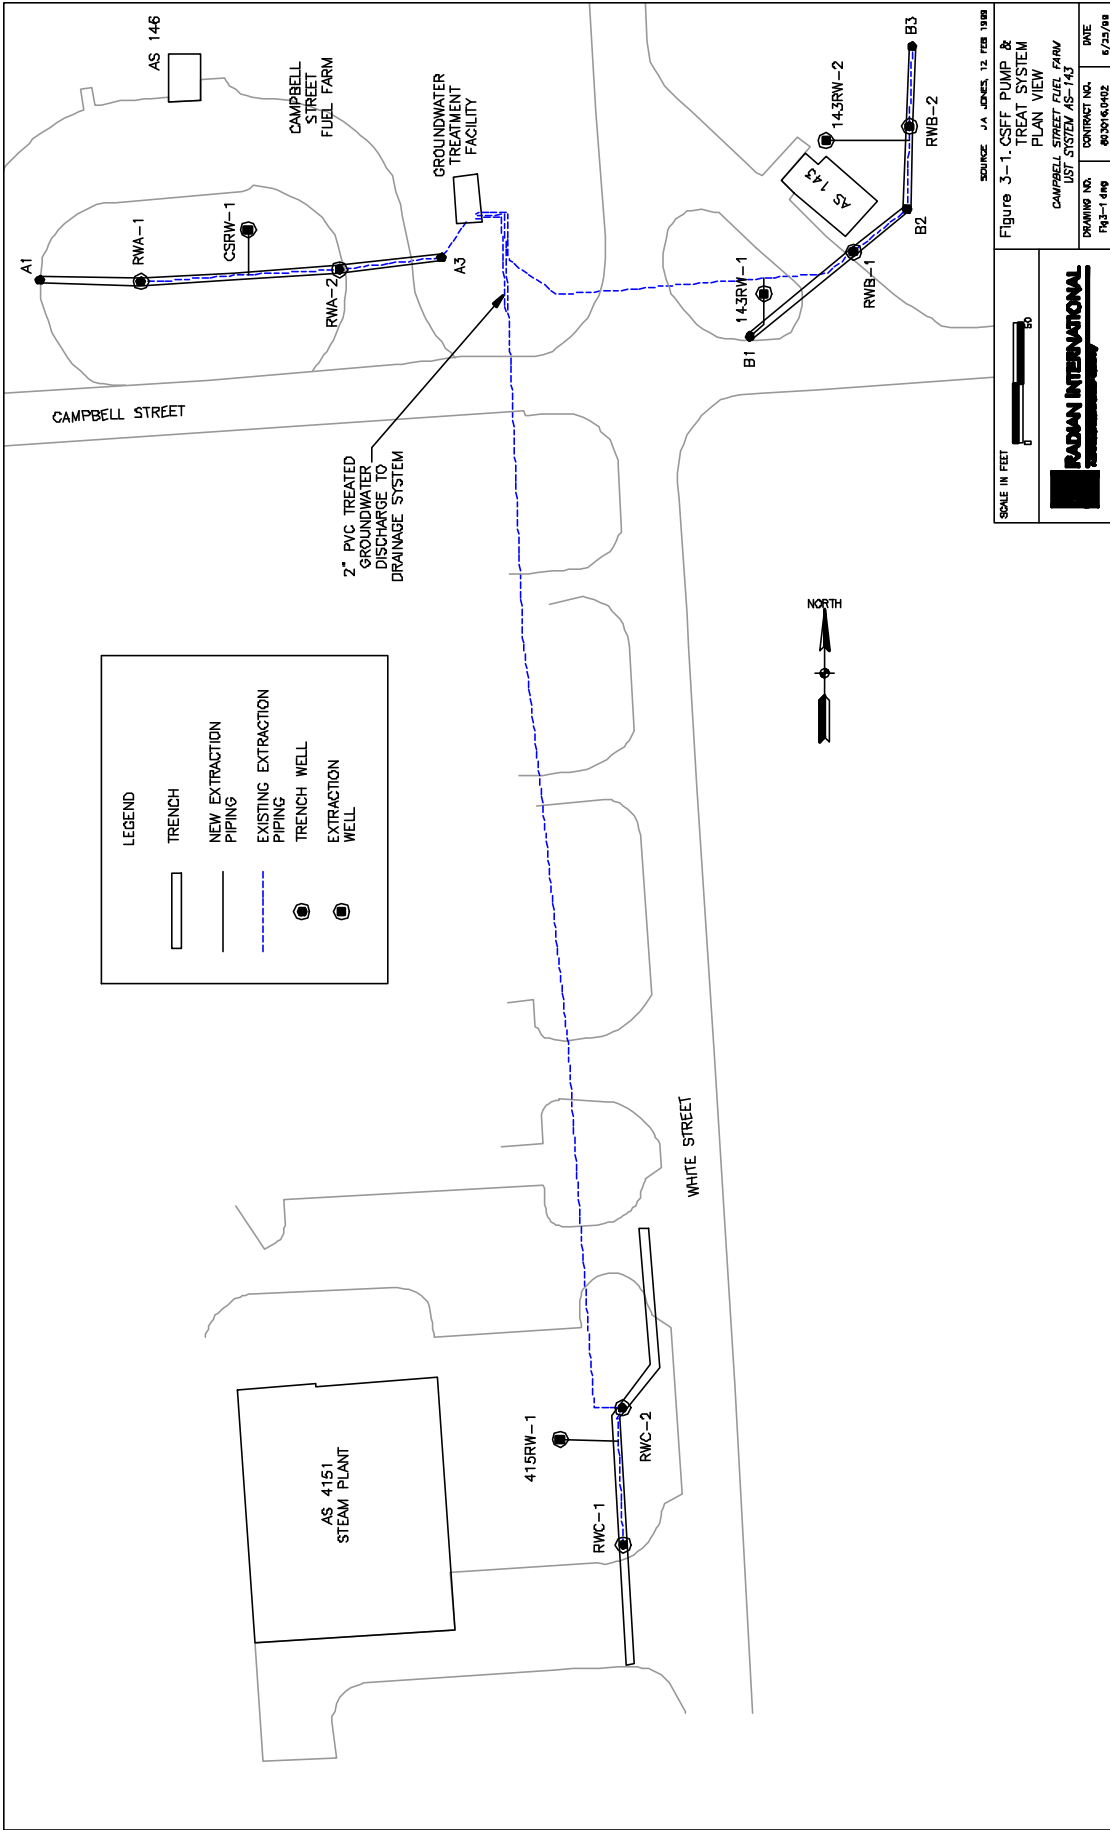 AS 146
CAMPBELL
STREET
FUEL FARM
A1
RWA-1
CSRW-1
RWA-2
A3
GROUNDWATER
TREATMENT
FACILITY
CAMPBELL STREET
2" PVC TREATED
GROUNDWATER
DISCHARGE TO
DRAINAGE SYSTEM
143RW-2
AS 143
B3
RWB-2
B2
RWB-1
143RW-1
B1
LEGEND
TRENCH
NEW EXTRACTION
PIPING
EXISTING EXTRACTION
PIPING
TRENCH WELL
EXTRACTION
WELL
NORTH
WHITE STREET
AS 4151
STEAM PLANT
415RW-1
RWC-2
RWC-1
SOURCE J.A. JONES, 12 FEB 1999
SCALE IN FEET
0
50
RADIAN INTERNATIONAL
Figure 3-1. CSFF PUMP &
TREAT SYSTEM
PLAN VIEW
CAMPBELL STREET FUEL FARM
UST SYSTEM AS-143
DRAWING NO.
Fig3-1.dwg
CONTRACT NO.
803016.0402
DATE